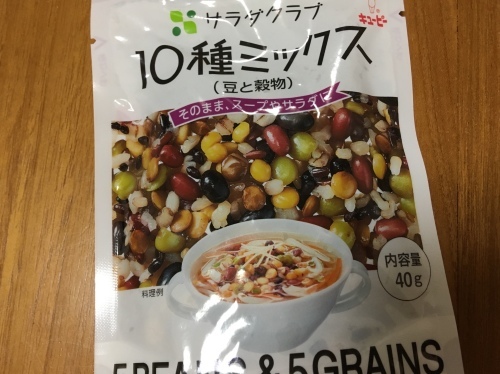 サラダクラブ
キユーピー
10種ミックス
(豆と穀物)
そのまま、スープやサラダに
内容量
40g
料理例
5 BEANS & 5 GRAINS